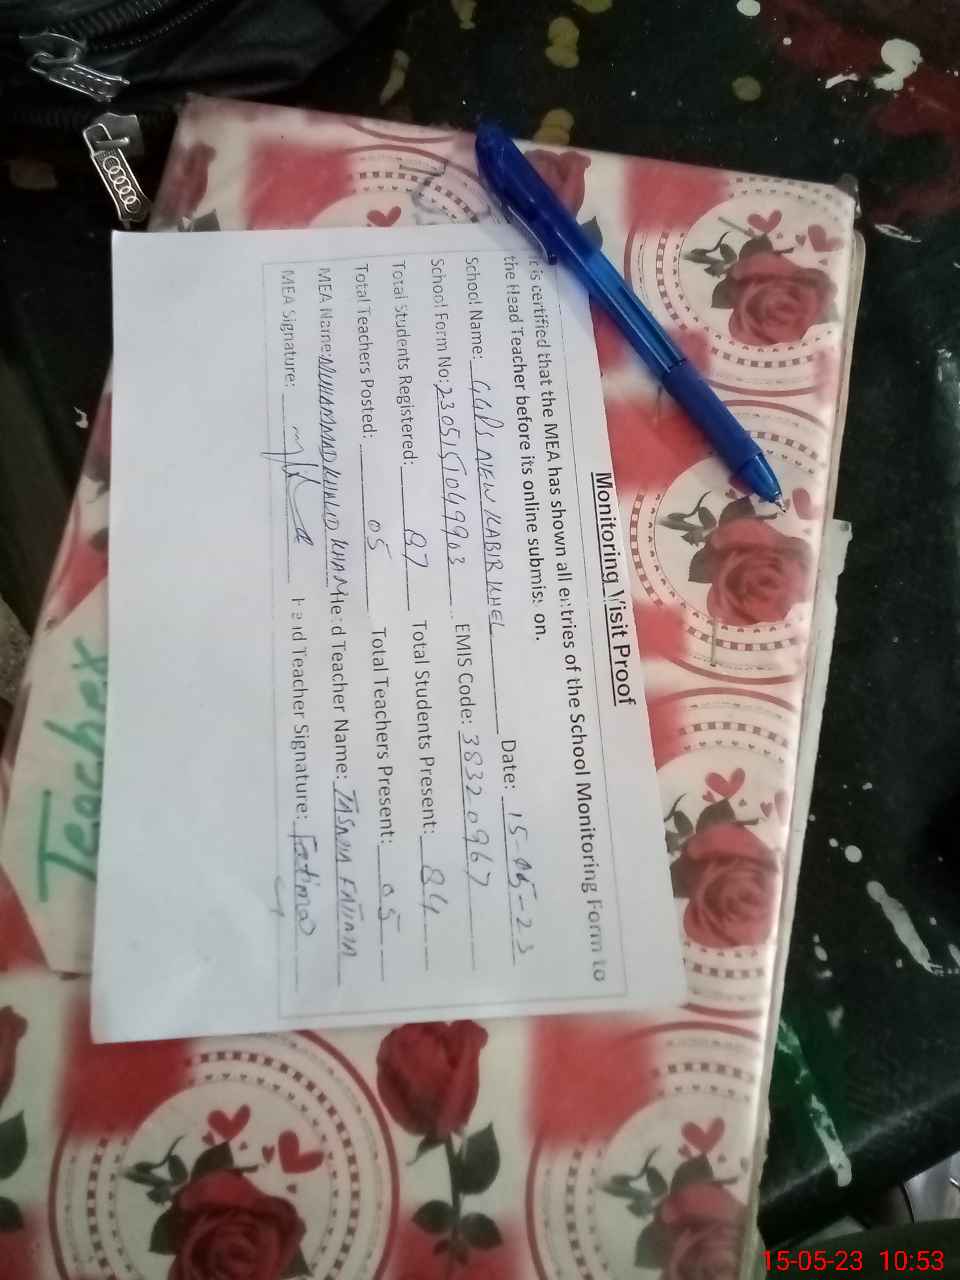 Monitoring Visit Proof
It is certified that the MEA has shown all entries of the School Monitoring Form to
the Head Teacher before its online submission.
School Name: GGPS NEW KABIR KHEL Date: 15-05-23
School Form No: 2305151049903 EMIS Code: 38320967
Total Students Registered: 87 Total Students Present: 84
Total Teachers Posted: 05 Total Teachers Present: 05
MEA Name: MUHAMMAD KHALID KHAN Head Teacher Name: TASNIM FATIMA
MEA Signature: Head Teacher Signature: Fatima
Teacher
15-05-23 10:53